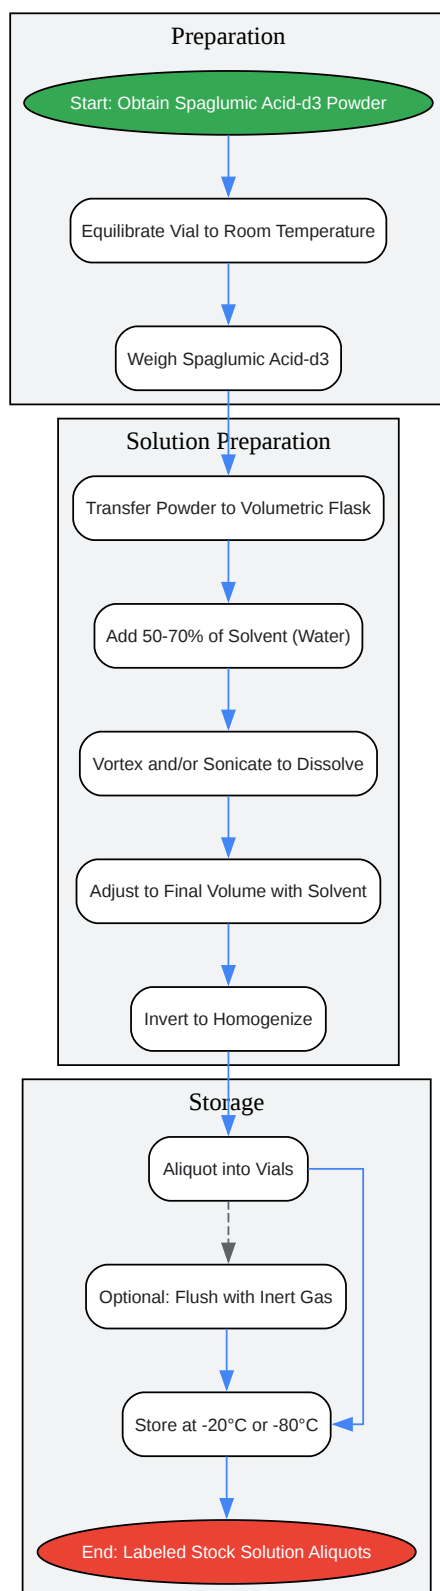 Preparation
Start: Obtain Spaglumic Acid-d3 Powder
Equilibrate Vial to Room Temperature
Weigh Spaglumic Acid-d3
Solution Preparation
Transfer Powder to Volumetric Flask
Add 50-70% of Solvent (Water)
Vortex and/or Sonicate to Dissolve
Adjust to Final Volume with Solvent
Invert to Homogenize
Storage
Aliquot into Vials
Optional: Flush with Inert Gas
Store at -20°C or -80°C
End: Labeled Stock Solution Aliquots